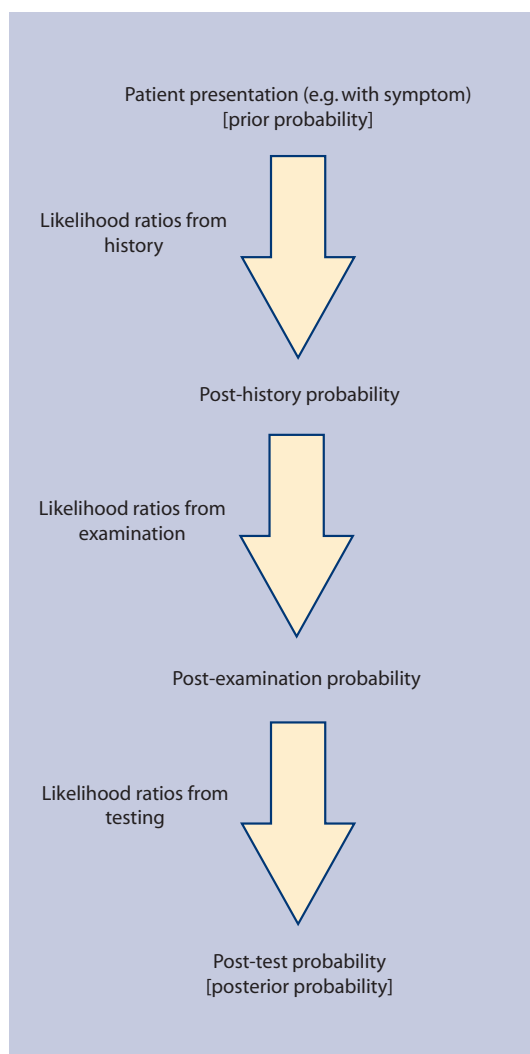 Patient presentation (e.g. with symptom)
[prior probability]
Likelihood ratios from
history
Post-history probability
Likelihood ratios from
examination
Post-examination probability
Likelihood ratios from
testing
Post-test probability
[posterior probability]